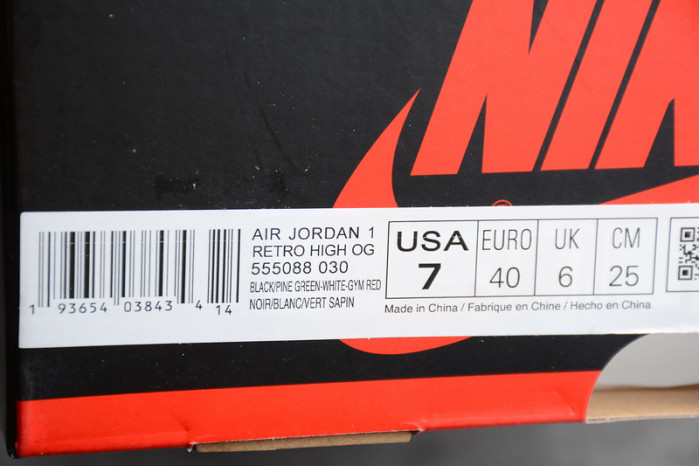 NIK
AIR JORDAN 1
RETRO HIGH OG
555088 030
BLACK/PINE GREEN-WHITE-GYM RED
NOIR/BLANC/VERT SAPIN
1 93654 03843 4 14
USA EURO UK CM
7 40 6 25
Made in China / Fabrique en Chine / Hecho en China